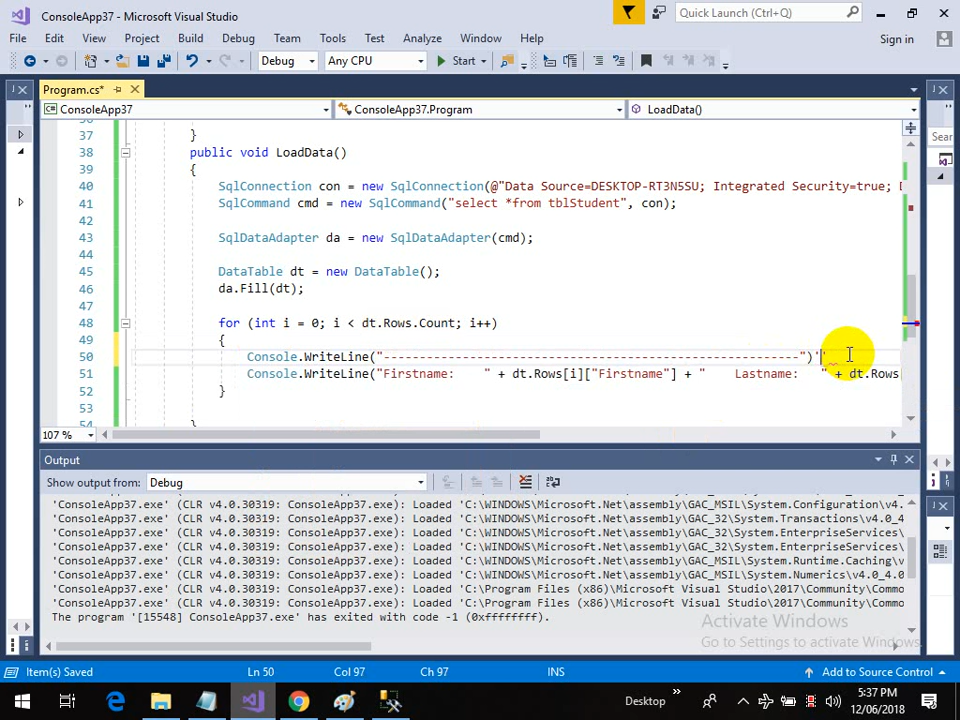 ConsoleApp37 - Microsoft Visual Studio
Quick Launch (Ctrl+Q)
File Edit View Project Build Debug Team Tools Test Analyze Window Help
Sign in
Debug Any CPU Start
Program.cs*
ConsoleApp37 ConsoleApp37.Program LoadData()
Sear
37 }
38 public void LoadData()
39 {
40 SqlConnection con = new SqlConnection(@"Data Source=DESKTOP-RT3N5SU; Integrated Security=true; D
41 SqlCommand cmd = new SqlCommand("select *from tblStudent", con);
42
43 SqlDataAdapter da = new SqlDataAdapter(cmd);
44
45 DataTable dt = new DataTable();
46 da.Fill(dt);
47
48 for (int i = 0; i < dt.Rows.Count; i++)
49 {
50 Console.WriteLine("----------------------------------------------------------")''
51 Console.WriteLine("Firstname:    " + dt.Rows[i]["Firstname"] + "    Lastname:   " + dt.Rows
52 }
53
54 }
107 %
Output
Show output from: Debug
'ConsoleApp37.exe' (CLR v4.0.30319: ConsoleApp37.exe): Loaded 'C:\WINDOWS\Microsoft.Net\assembly\GAC_MSIL\System.Configuration\v4.
'ConsoleApp37.exe' (CLR v4.0.30319: ConsoleApp37.exe): Loaded 'C:\WINDOWS\Microsoft.Net\assembly\GAC_32\System.Transactions\v4.0_4
'ConsoleApp37.exe' (CLR v4.0.30319: ConsoleApp37.exe): Loaded 'C:\WINDOWS\Microsoft.Net\assembly\GAC_32\System.EnterpriseServices\
'ConsoleApp37.exe' (CLR v4.0.30319: ConsoleApp37.exe): Loaded 'C:\WINDOWS\Microsoft.Net\assembly\GAC_32\System.EnterpriseServices\
'ConsoleApp37.exe' (CLR v4.0.30319: ConsoleApp37.exe): Loaded 'C:\WINDOWS\Microsoft.Net\assembly\GAC_MSIL\System.Runtime.Caching\v
'ConsoleApp37.exe' (CLR v4.0.30319: ConsoleApp37.exe): Loaded 'C:\WINDOWS\Microsoft.Net\assembly\GAC_MSIL\System.Numerics\v4.0_4.0
'ConsoleApp37.exe' (CLR v4.0.30319: ConsoleApp37.exe): Loaded 'C:\Program Files (x86)\Microsoft Visual Studio\2017\Community\Commo
'ConsoleApp37.exe' (CLR v4.0.30319: ConsoleApp37.exe): Loaded 'C:\Program Files (x86)\Microsoft Visual Studio\2017\Community\Commo
The program '[15548] ConsoleApp37.exe' has exited with code -1 (0xffffffff).
Activate Windows
Go to Settings to activate Windows.
Item(s) Saved Ln 50 Col 97 Ch 97 INS Add to Source Control
Desktop
5:37 PM
12/06/2018